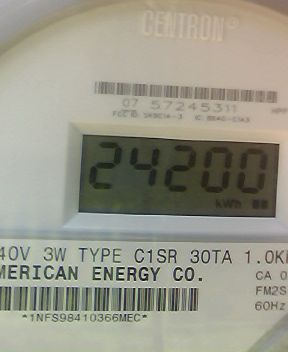 CENTRON®
07 57245311
24200
kWh
40V 3W TYPE C1SR 30TA 1.0K
MERICAN ENERGY CO.
CA 0
FM2S
60Hz
*1NFS98410366MEC*